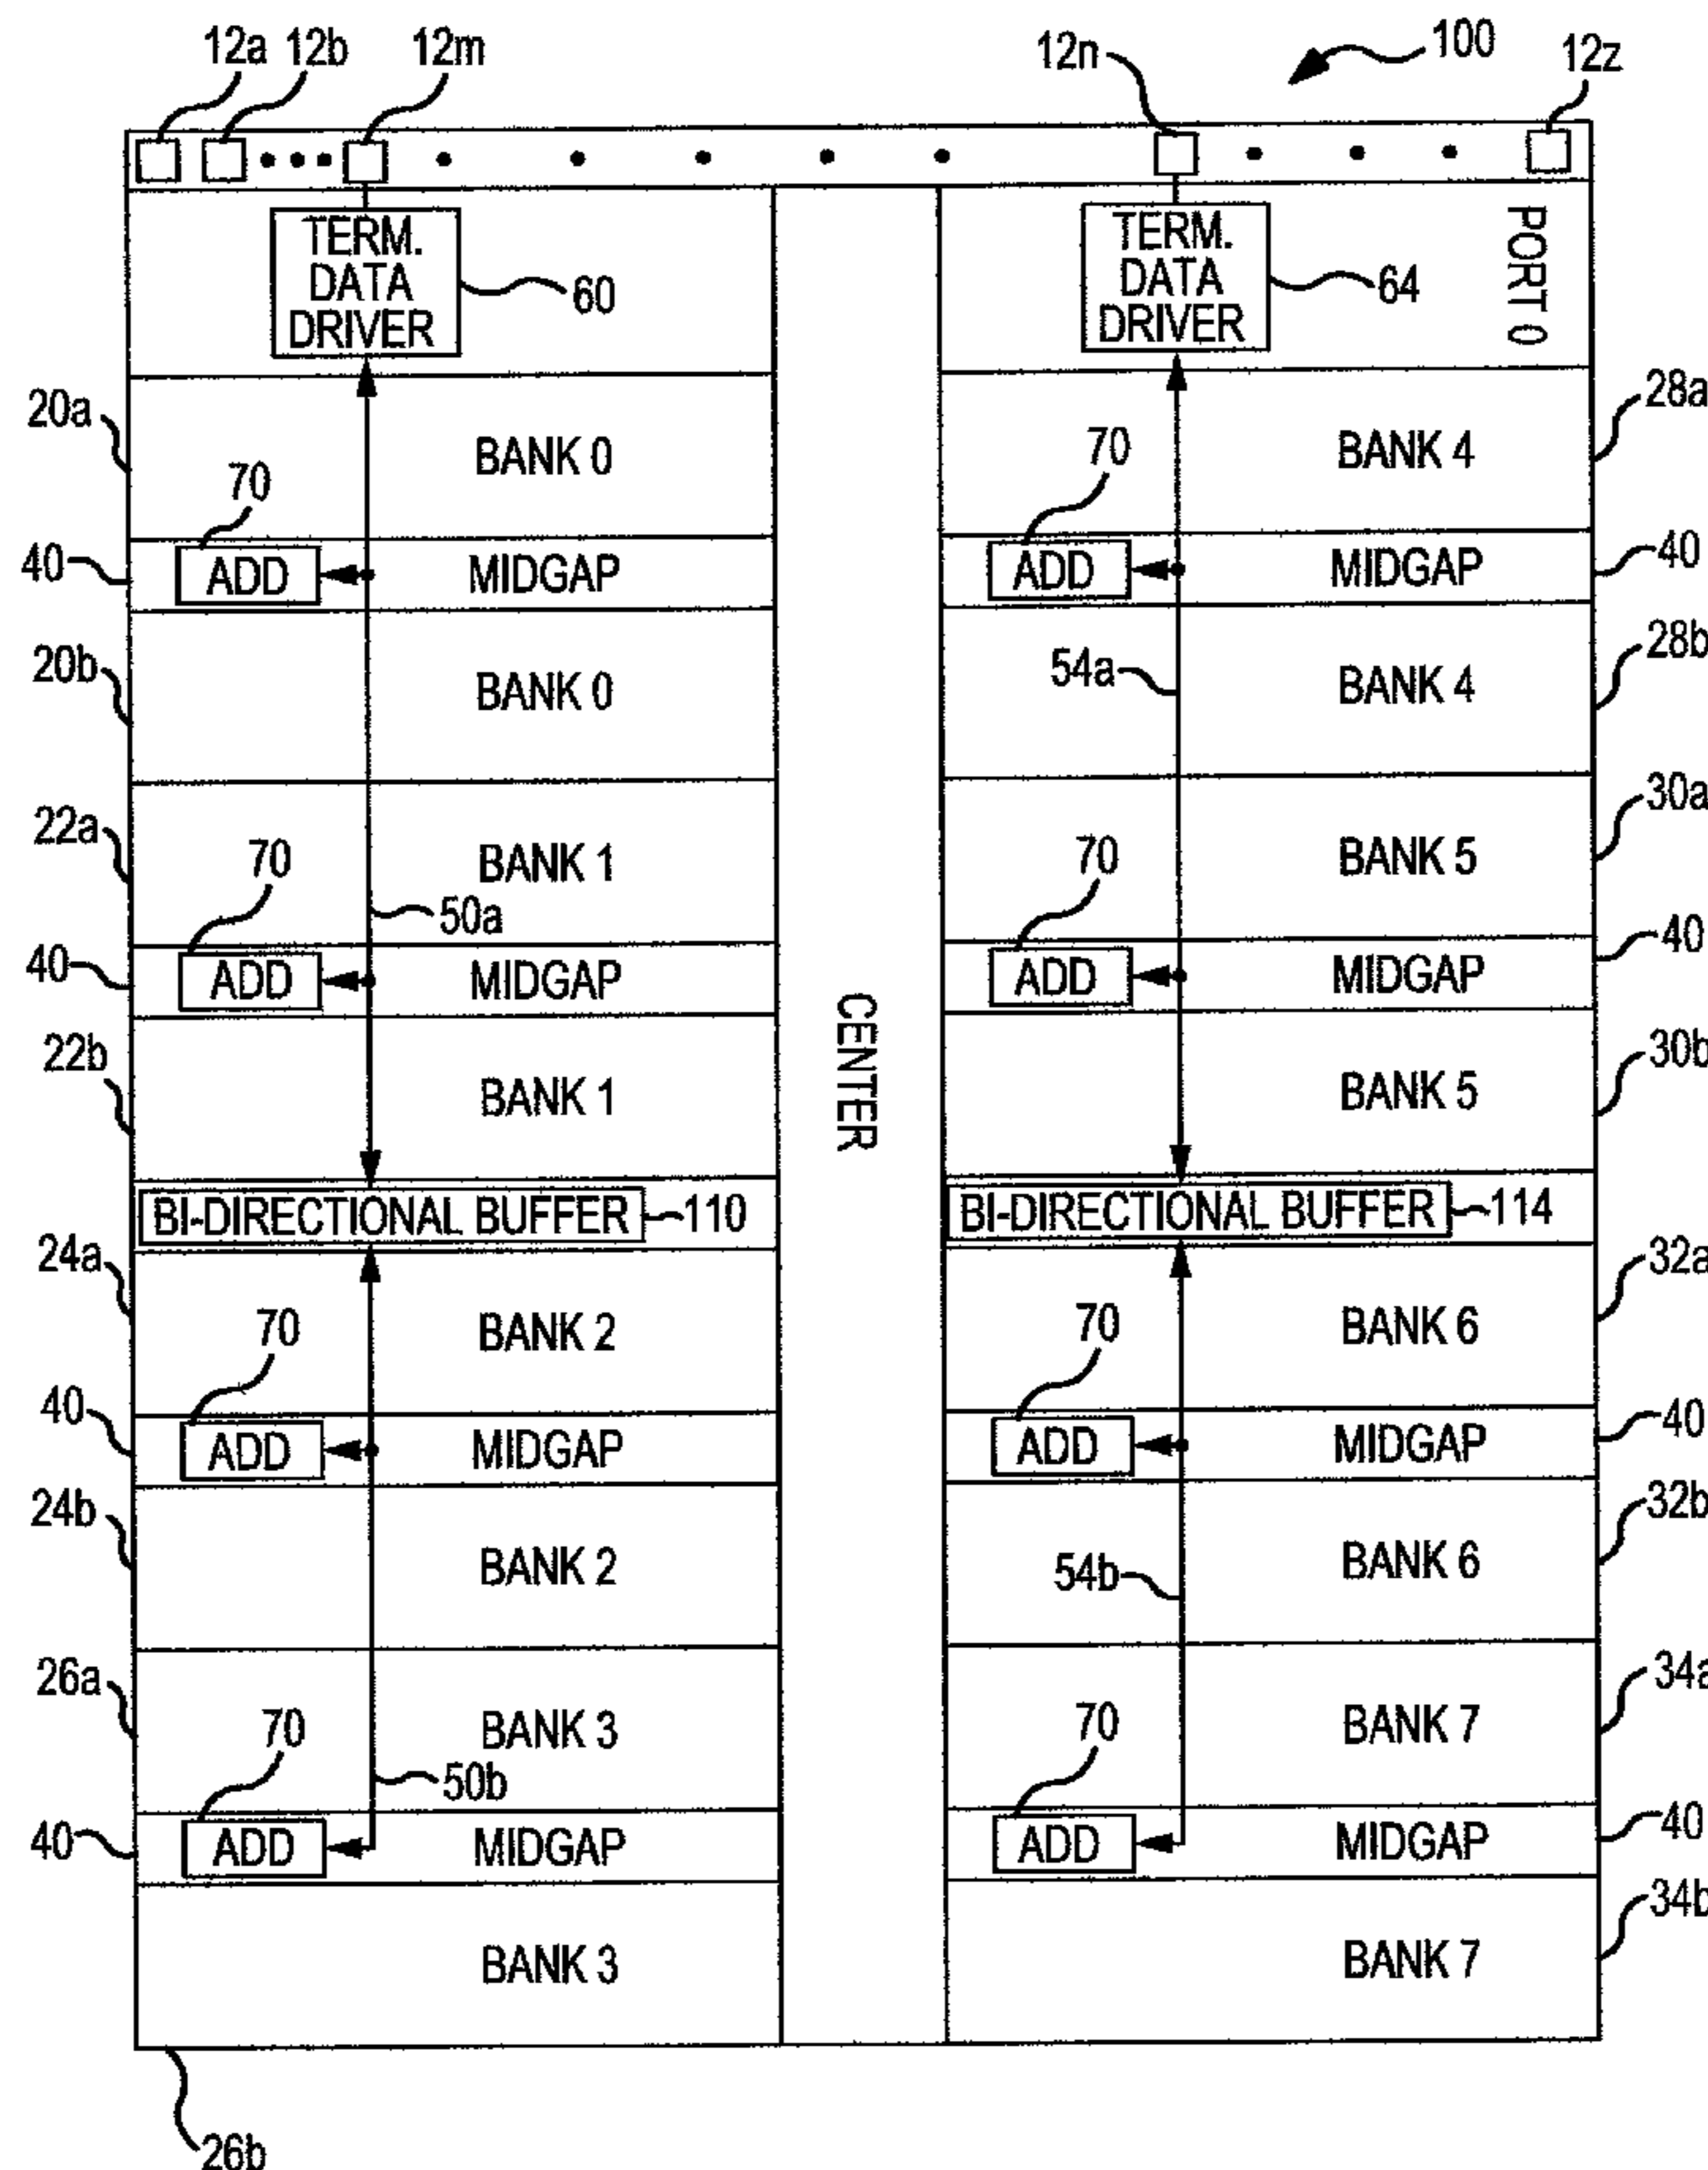 12a 12b 12m 12n 100 12z
TERM. DATA DRIVER 60
TERM. DATA DRIVER 64
PORT 0
20a BANK 0 BANK 4 28a
70 70
40 ADD MIDGAP ADD MIDGAP 40
20b BANK 0 54a BANK 4 28b
22a BANK 1 BANK 5 30a
70 50a 70
40 ADD MIDGAP ADD MIDGAP 40
CENTER
22b BANK 1 BANK 5 30b
BI-DIRECTIONAL BUFFER 110 BI-DIRECTIONAL BUFFER 114
24a BANK 2 BANK 6 32a
70 70
40 ADD MIDGAP ADD MIDGAP 40
24b BANK 2 54b BANK 6 32b
26a BANK 3 BANK 7 34a
70 50b 70
40 ADD MIDGAP ADD MIDGAP 40
BANK 3 BANK 7 34b
26b